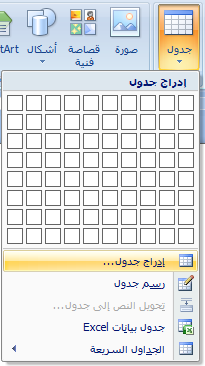 جدول
صورة
قصاصة
فنية
أشكال
tArt
إدراج جدول
إدراج جدول...
رسم جدول
تحويل النص إلى جدول...
جدول بيانات Excel
الجداول السريعة